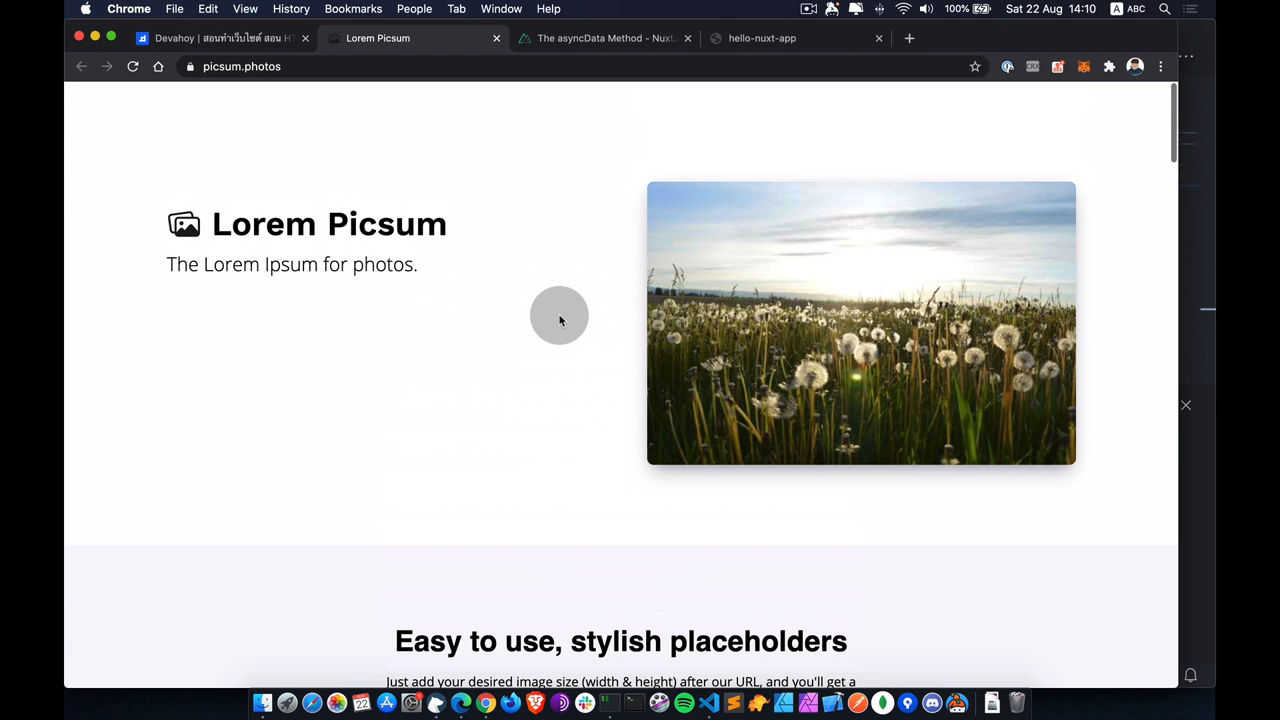 Chrome File Edit View History Bookmarks People Tab Window Help 100% Sat 22 Aug 14:10 A ABC
Devahoy | สอนทำเว็บไซต์ สอน HT Lorem Picsum The asyncData Method - Nuxt. hello-nuxt-app
picsum.photos
Lorem Picsum
The Lorem Ipsum for photos.
Easy to use, stylish placeholders
Just add your desired image size (width & height) after our URL, and you'll get a
22